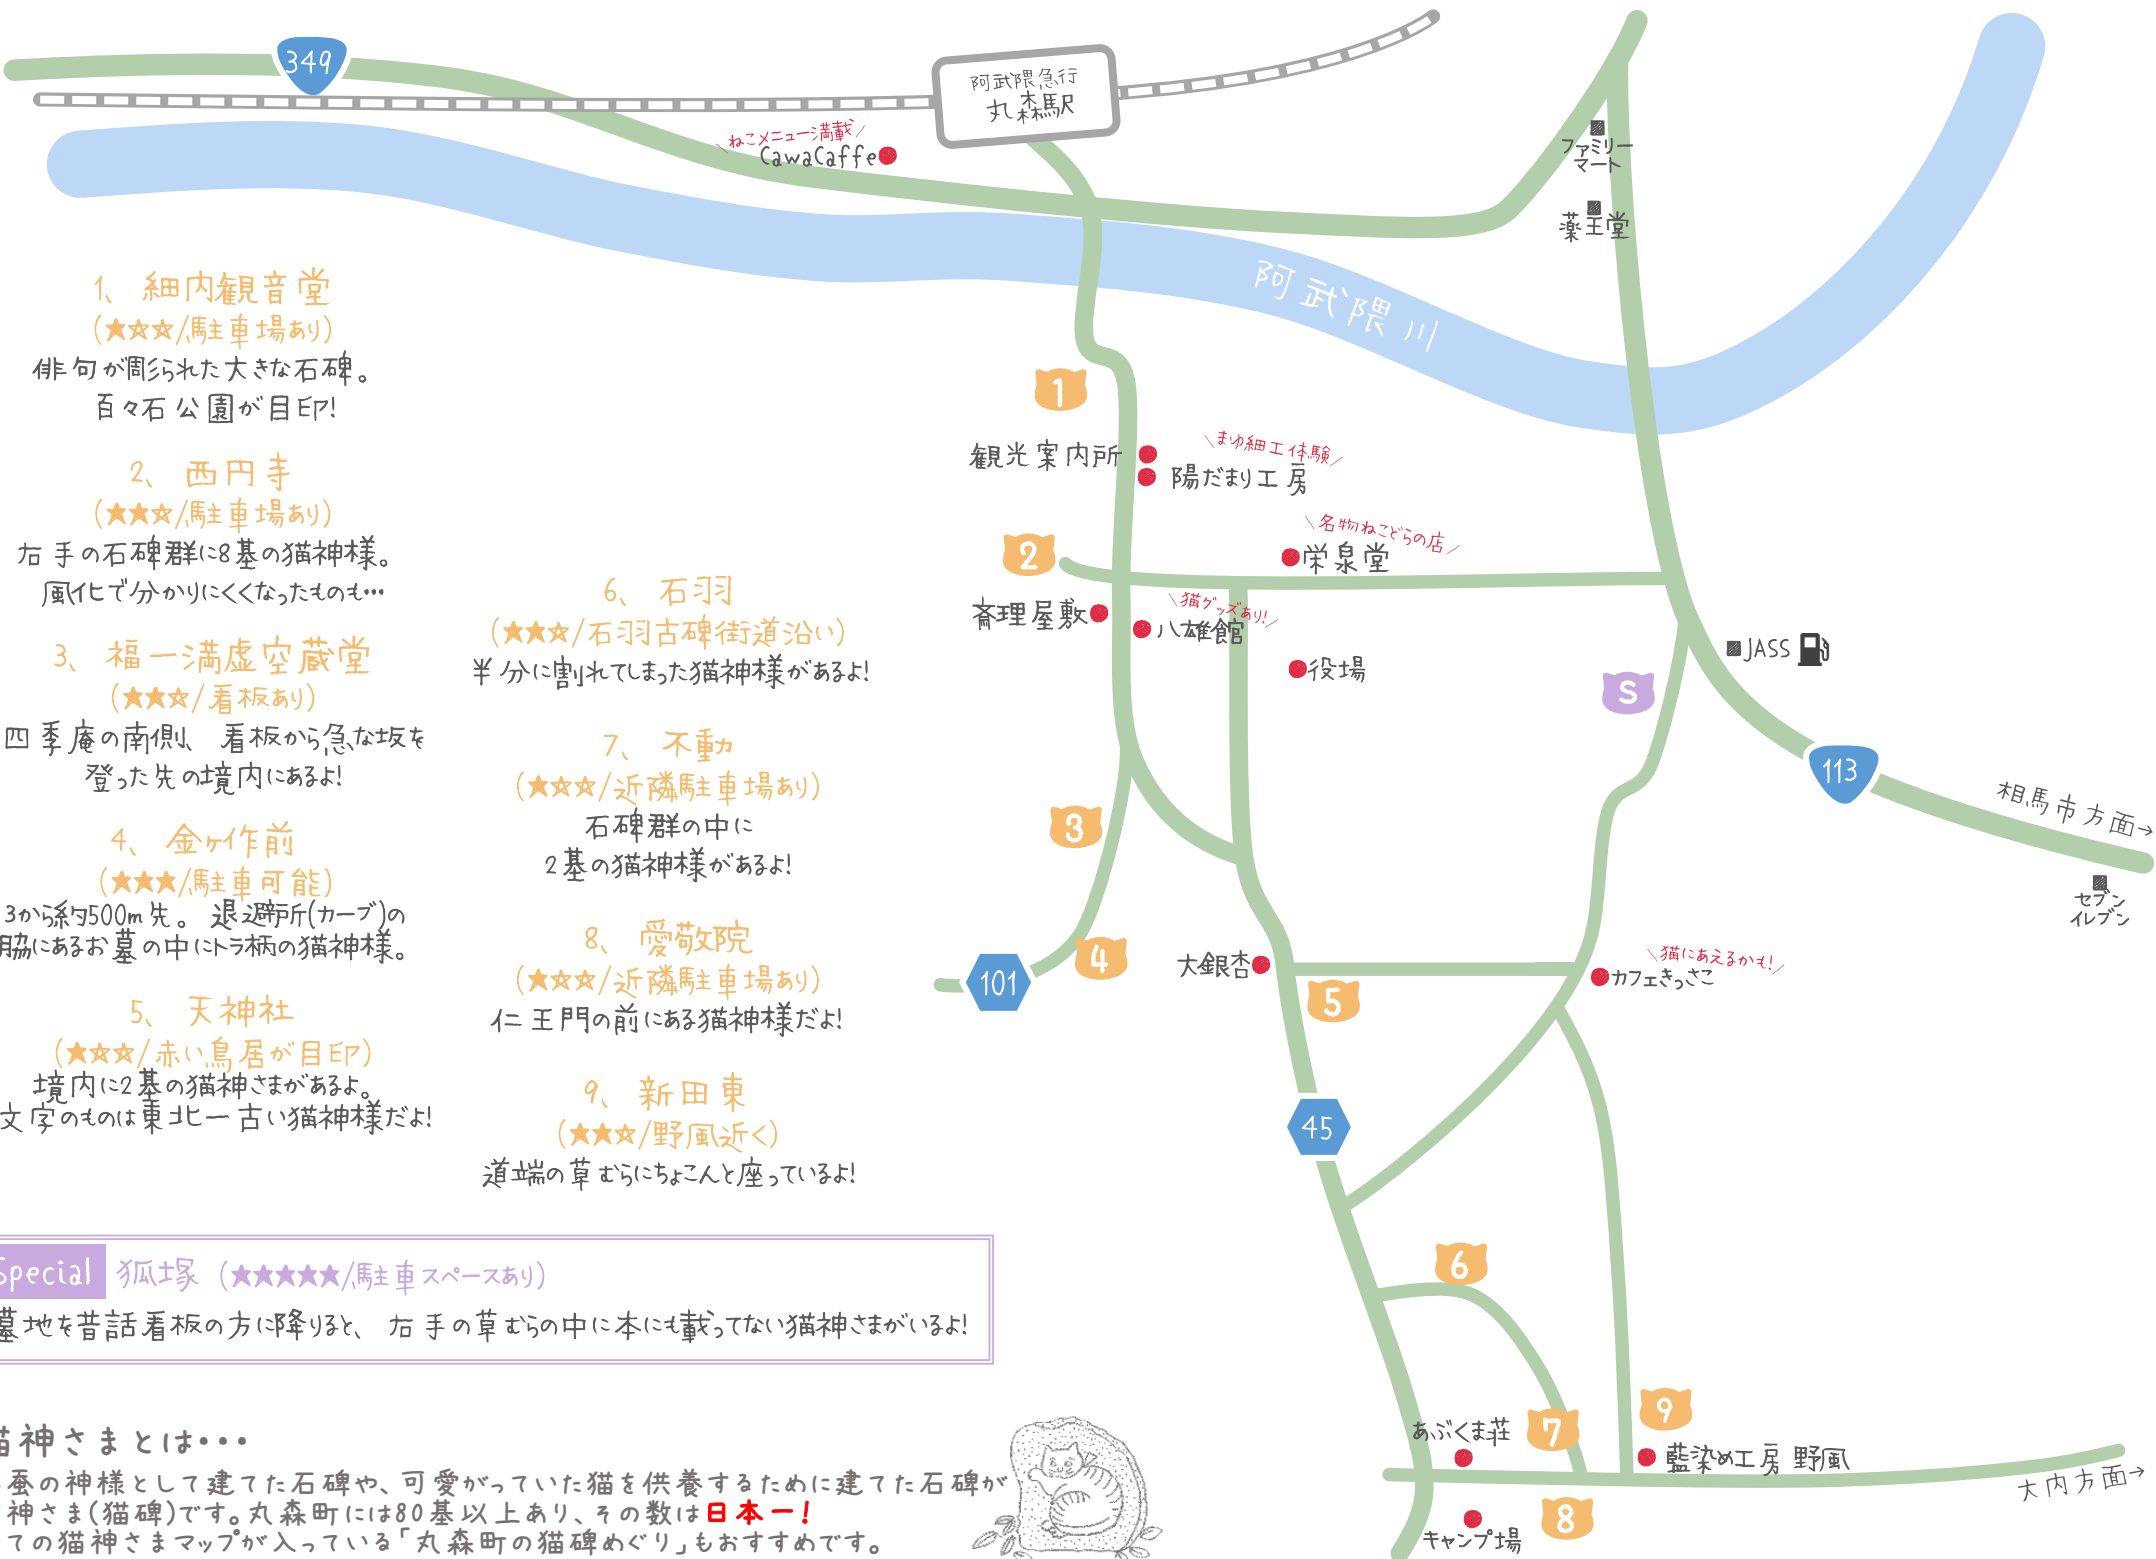 349
阿武隈急行
丸森駅
＼ねこメニュー満載／
CawaCaffe
ファミリー
マート
薬王堂
阿武隈川
1、 細内観音堂
(★☆☆/駐車場あり)
俳句が彫られた大きな石碑。
百々石公園が目印!
2、 西円寺
(★★☆/駐車場あり)
右手の石碑群に8基の猫神様。
風化で分かりにくくなったものも…
3、 福一満虚空蔵堂
(★★☆/看板あり)
四季庵の南側、看板から急な坂を
登った先の境内にあるよ!
4、 金ヶ作前
(★★★/駐車可能)
3から約500m先。退避所(カーブ)の
脇にあるお墓の中にトラ柄の猫神様。
5、 天神社
(★☆☆/赤い鳥居が目印)
境内に2基の猫神さまがあるよ。
文字のものは東北一古い猫神様だよ!
6、 石羽
(★★☆/石羽古碑街道沿い)
半分に割れてしまった猫神様があるよ!
7、 不動
(★☆☆/近隣駐車場あり)
石碑群の中に
2基の猫神様があるよ!
8、 愛敬院
(★☆☆/近隣駐車場あり)
仁王門の前にある猫神様だよ!
9、 新田東
(★★☆/野風近く)
道端の草むらにちょこんと座っているよ!
1
観光案内所
＼まゆ細工体験／
陽だまり工房
2
＼名物ねこどらの店／
栄泉堂
斎理屋敷
＼猫グッズあり!／
八雄館
役場
JASS
S
113
相馬市方面→
セブン
イレブン
3
4
101
大銀杏
5
＼猫にあえるかも!／
カフェきっさこ
45
6
あぶくま荘
7
9
藍染め工房 野風
8
キャンプ場
大内方面→
Special 狐塚 (★★★★★/駐車スペースあり)
墓地を昔話看板の方に降りると、右手の草むらの中に本にも載ってない猫神さまがいるよ!
猫神さまとは・・・
蚕の神様として建てた石碑や、可愛がっていた猫を供養するために建てた石碑が
神さま(猫碑)です。丸森町には80基以上あり、その数は日本一!
ての猫神さまマップが入っている「丸森町の猫碑めぐり」もおすすめです。